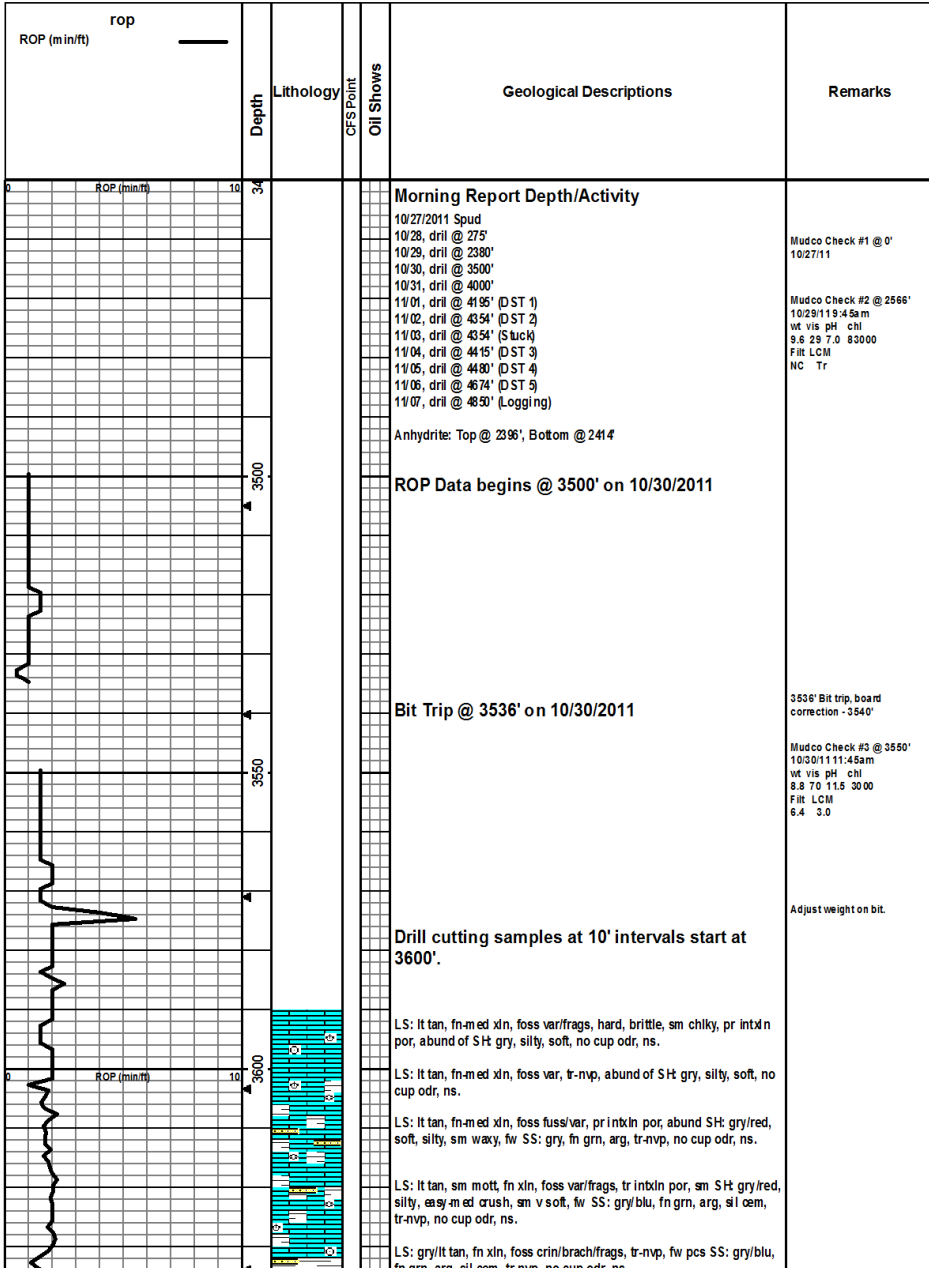 rop
ROP (min/ft)
Depth
Lithology
CFS Point
Oil Shows
Geological Descriptions
Remarks
0 ROP (min/ft) 10
34
Morning Report Depth/Activity
10/27/2011 Spud
10/28, dril @ 275'
10/29, dril @ 2380'
10/30, dril @ 3500'
10/31, dril @ 4000'
11/01, dril @ 4195' (DST 1)
11/02, dril @ 4354' (DST 2)
11/03, dril @ 4354' (Stuck)
11/04, dril @ 4415' (DST 3)
11/05, dril @ 4480' (DST 4)
11/06, dril @ 4674' (DST 5)
11/07, dril @ 4850' (Logging)
Anhydrite: Top @ 2396', Bottom @ 2414'
Mudco Check #1 @ 0'
10/27/11
Mudco Check #2 @ 2566'
10/29/11 9:45am
wt vis pH chl
9.6 29 7.0 83000
Filt LCM
NC Tr
3500
ROP Data begins @ 3500' on 10/30/2011
Bit Trip @ 3536' on 10/30/2011
3536' Bit trip, board
correction - 3540'
3550
Mudco Check #3 @ 3550'
10/30/11 11:45am
wt vis pH chl
8.8 70 11.5 3000
Filt LCM
6.4 3.0
Adjust weight on bit.
Drill cutting samples at 10' intervals start at
3600'.
LS: lt tan, fn-med xln, foss var/frags, hard, brittle, sm chlky, pr intxln
por, abund of SH: gry, silty, soft, no cup odr, ns.
0 ROP (min/ft) 10
3600
LS: lt tan, fn-med xln, foss var, tr-nvp, abund of SH: gry, silty, soft, no
cup odr, ns.
LS: lt tan, fn-med xln, foss fuss/var, pr intxln por, abund SH: gry/red,
soft, silty, sm waxy, fw SS: gry, fn grn, arg, tr-nvp, no cup odr, ns.
LS: lt tan, sm mott, fn xln, foss var/frags, tr intxln por, sm SH: gry/red,
silty, easy-med crush, sm v soft, fw SS: gry/blu, fn grn, arg, sil cem,
tr-nvp, no cup odr, ns.
LS: gry/lt tan, fn xln, foss crin/brach/frags, tr-nvp, fw pcs SS: gry/blu,
fn grn, arg, sil cem, tr-nvp, no cup odr, ns.